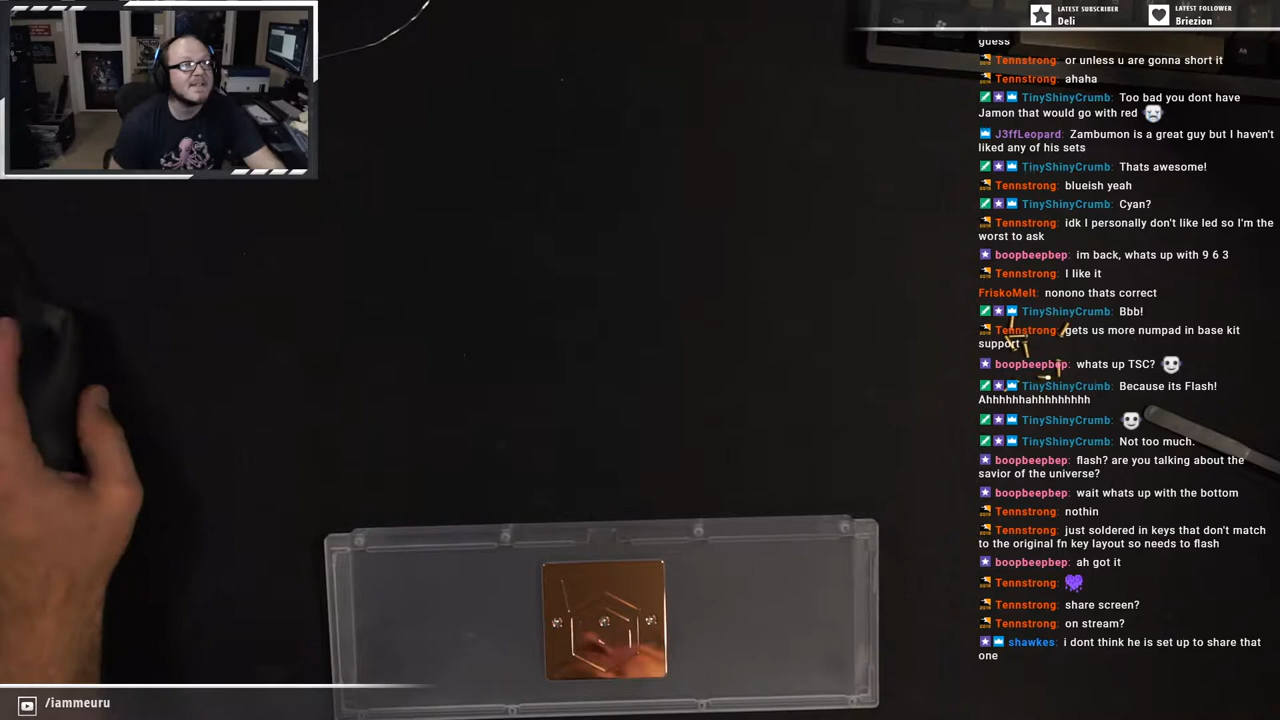 LATEST SUBSCRIBER
Deli
LATEST FOLLOWER
Briezion
guess
Tennstrong: or unless u are gonna short it
Tennstrong: ahaha
TinyShinyCrumb: Too bad you dont have
Jamon that would go with red
J3ffLeopard: Zambumon is a great guy but I haven't
liked any of his sets
TinyShinyCrumb: Thats awesome!
Tennstrong: blueish yeah
TinyShinyCrumb: Cyan?
Tennstrong: idk I personally don't like led so I'm the
worst to ask
boopbeepbep: im back, whats up with 9 6 3
Tennstrong: I like it
FriskoMelt: nonono thats correct
TinyShinyCrumb: Bbb!
Tennstrong: gets us more numpad in base kit
support
boopbeepbep: whats up TSC?
TinyShinyCrumb: Because its Flash!
Ahhhhhahhhhhhhhh
TinyShinyCrumb:
TinyShinyCrumb: Not too much.
boopbeepbep: flash? are you talking about the
savior of the universe?
boopbeepbep: wait whats up with the bottom
Tennstrong: nothin
Tennstrong: just soldered in keys that don't match
to the original fn key layout so needs to flash
boopbeepbep: ah got it
Tennstrong:
Tennstrong: share screen?
Tennstrong: on stream?
shawkes: i dont think he is set up to share that
one
/iammeuru